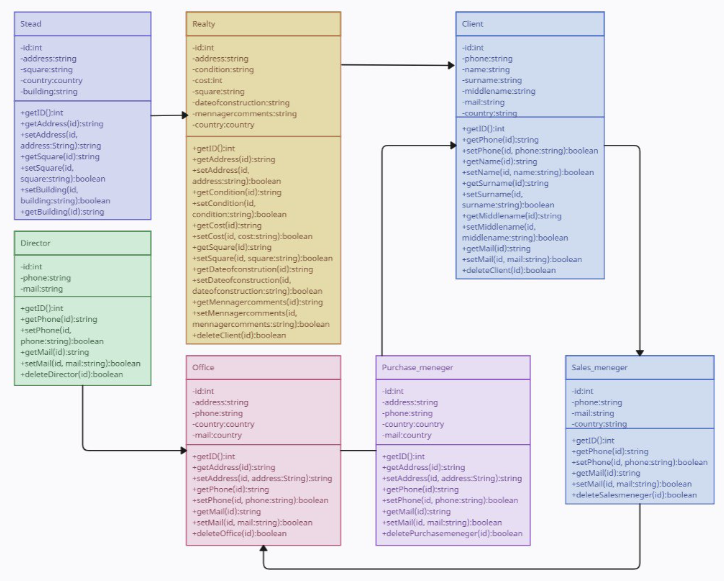 Stead
-id:int
-address:string
-square:string
-country:country
-building:string
+getID():int
+getAddress(id):string
+setAddress(id,
address:String):string
+getSquare(id):string
+setSquare(id,
square:string):boolean
+setBuilding(id,
building:string):boolean
+getBuilding(id):string
Realty
-id:int
-address:string
-condition:string
-cost:int
-square:string
-dateofconstruction:string
-mennagercomments:string
-country:country
+getID():int
+getAddress(id):string
+setAddress(id,
address:string):boolean
+getCondition(id):string
+setCondition(id,
condition:string):boolean
+getCost(id):string
+setCost(id, cost:string):boolean
+getSquare(id):string
+setSquare(id, square:string):boolean
+getDateofconstrution(id):string
+setDateofconstruction(id,
dateofconstruction:string):boolean
+getMennagercomments(id):string
+setMennagercomments(id,
mennagercomments:string):boolean
+deleteClient(id):boolean
Client
-id:int
-phone:string
-name:string
-surname:string
-middlename:string
-mail:string
-country:string
+getID():int
+getPhone(id):string
+setPhone(id, phone:string):boolean
+getName(id):string
+setName(id, name:string):boolean
+getSurname(id):string
+setSurname(id,
surname:string):boolean
+getMiddlename(id):string
+setMiddlename(id,
middlename:string):boolean
+getMail(id):string
+setMail(id, mail:string):boolean
+deleteClient(id):boolean
Director
-id:int
-phone:string
-mail:string
+getID():int
+getPhone(id):string
+setPhone(id,
phone:string):boolean
+getMail(id):string
+setMail(id, mail:string):boolean
+deleteDirector(id):boolean
Office
-id:int
-address:string
-phone:string
-country:country
-mail:country
+getID():int
+getAddress(id):string
+setAddress(id, address:String):string
+getPhone(id):string
+setPhone(id, phone:string):boolean
+getMail(id):string
+setMail(id, mail:string):boolean
+deleteOffice(id):boolean
Purchase_meneger
-id:int
-address:string
-phone:string
-country:country
-mail:country
+getID():int
+getAddress(id):string
+setAddress(id, address:String):string
+getPhone(id):string
+setPhone(id, phone:string):boolean
+getMail(id):string
+setMail(id, mail:string):boolean
+deletePurchasemeneger(id):boolean
Sales_meneger
-id:int
-phone:string
-mail:string
-country:string
+getID():int
+getPhone(id):string
+setPhone(id, phone:string):boolean
+getMail(id):string
+setMail(id, mail:string):boolean
+deleteSalesmeneger(id):boolean